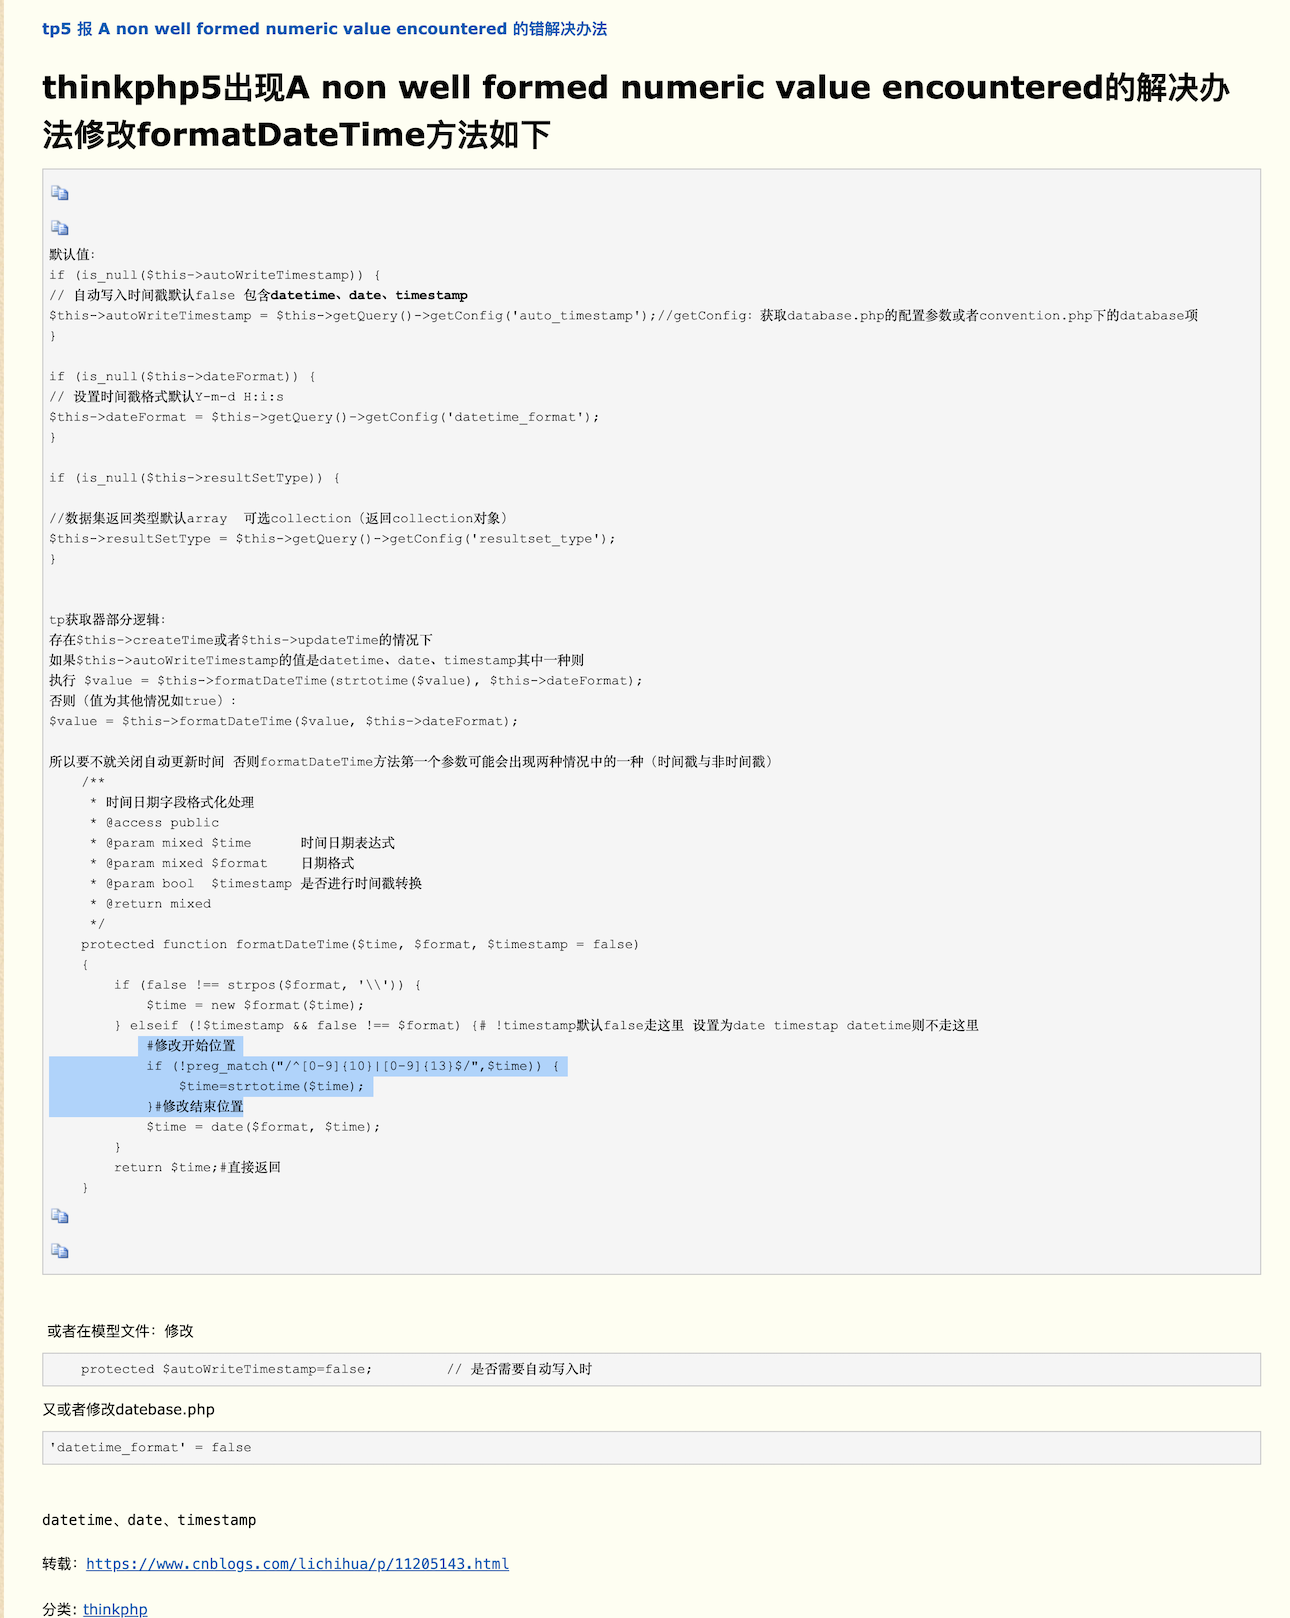 tp5 报 A non well formed numeric value encountered 的错解决办法
thinkphp5出现A non well formed numeric value encountered的解决办
法修改formatDateTime方法如下
默认值：
if (is_null($this->autoWriteTimestamp)) {
// 自动写入时间戳默认false 包含datetime、date、timestamp
$this->autoWriteTimestamp = $this->getQuery()->getConfig('auto_timestamp');//getConfig：获取database.php的配置参数或者convention.php下的database项
}
if (is_null($this->dateFormat)) {
// 设置时间戳格式默认Y-m-d H:i:s
$this->dateFormat = $this->getQuery()->getConfig('datetime_format');
}
if (is_null($this->resultSetType)) {
//数据集返回类型默认array  可选collection（返回collection对象）
$this->resultSetType = $this->getQuery()->getConfig('resultset_type');
}
tp获取器部分逻辑：
存在$this->createTime或者$this->updateTime的情况下
如果$this->autoWriteTimestamp的值是datetime、date、timestamp其中一种则
执行 $value = $this->formatDateTime(strtotime($value), $this->dateFormat);
否则（值为其他情况如true）：
$value = $this->formatDateTime($value, $this->dateFormat);
所以要不就关闭自动更新时间 否则formatDateTime方法第一个参数可能会出现两种情况中的一种（时间戳与非时间戳）
    /**
     * 时间日期字段格式化处理
     * @access public
     * @param mixed $time      时间日期表达式
     * @param mixed $format    日期格式
     * @param bool  $timestamp 是否进行时间戳转换
     * @return mixed
     */
    protected function formatDateTime($time, $format, $timestamp = false)
    {
        if (false !== strpos($format, '\\')) {
            $time = new $format($time);
        } elseif (!$timestamp && false !== $format) {# !timestamp默认false走这里 设置为date timestap datetime则不走这里
            #修改开始位置
            if (!preg_match("/^[0-9]{10}|[0-9]{13}$/",$time)) {
                $time=strtotime($time);
            }#修改结束位置
            $time = date($format, $time);
        }
        return $time;#直接返回
    }
或者在模型文件：修改
    protected $autoWriteTimestamp=false;         // 是否需要自动写入时
又或者修改datebase.php
'datetime_format' = false
datetime、date、timestamp
转载：https://www.cnblogs.com/lichihua/p/11205143.html
分类: thinkphp